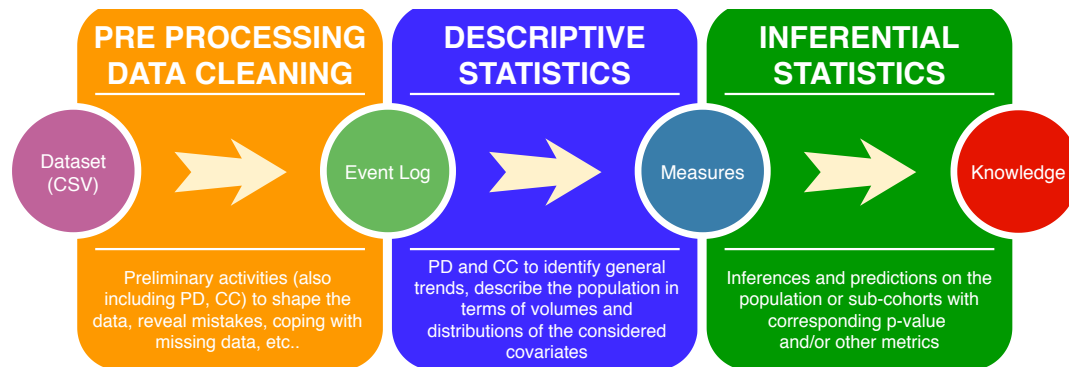 PRE PROCESSING
DATA CLEANING
DESCRIPTIVE
STATISTICS
INFERENTIAL
STATISTICS
Dataset
(CSV)
Event Log
Measures
Knowledge
Preliminary activities (also
including PD, CC) to shape the
data, reveal mistakes, coping with
missing data, etc..
PD and CC to identify general
trends, describe the population in
terms of volumes and
distributions of the considered
covariates
Inferences and predictions on the
population or sub-cohorts with
corresponding p-value
and/or other metrics